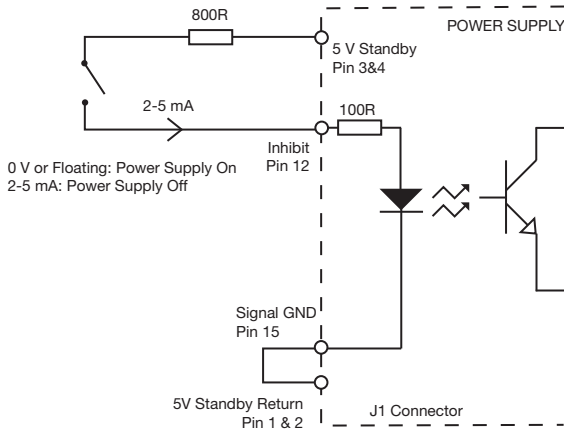 800R
POWER SUPPLY
5 V Standby
Pin 3&4
2-5 mA
100R
Inhibit
Pin 12
0 V or Floating: Power Supply On
2-5 mA: Power Supply Off
Signal GND
Pin 15
5V Standby Return
Pin 1 & 2
J1 Connector